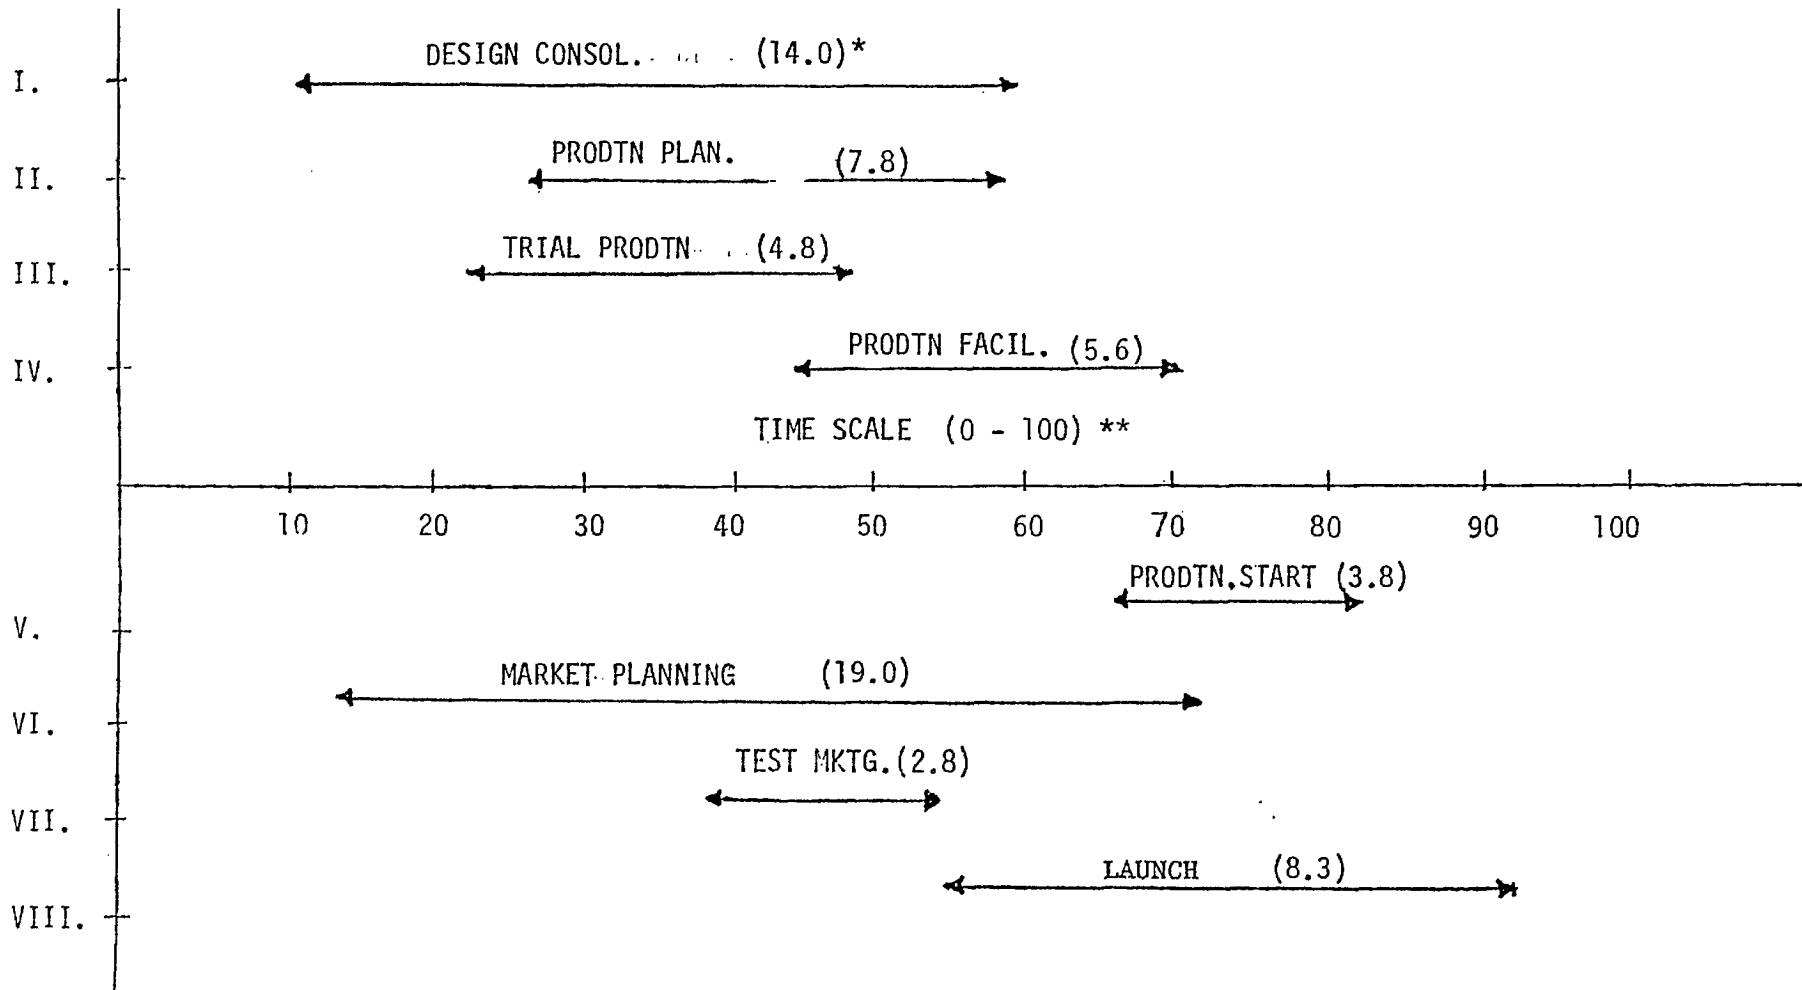 I. DESIGN CONSOL. (14.0)*
II. PRODTN PLAN. (7.8)
III. TRIAL PRODTN (4.8)
IV. PRODTN FACIL. (5.6)
TIME SCALE (0 - 100) **
10 20 30 40 50 60 70 80 90 100
PRODTN.START (3.8)
V.
MARKET PLANNING (19.0)
VI.
TEST MKTG.(2.8)
VII.
LAUNCH (8.3)
VIII.